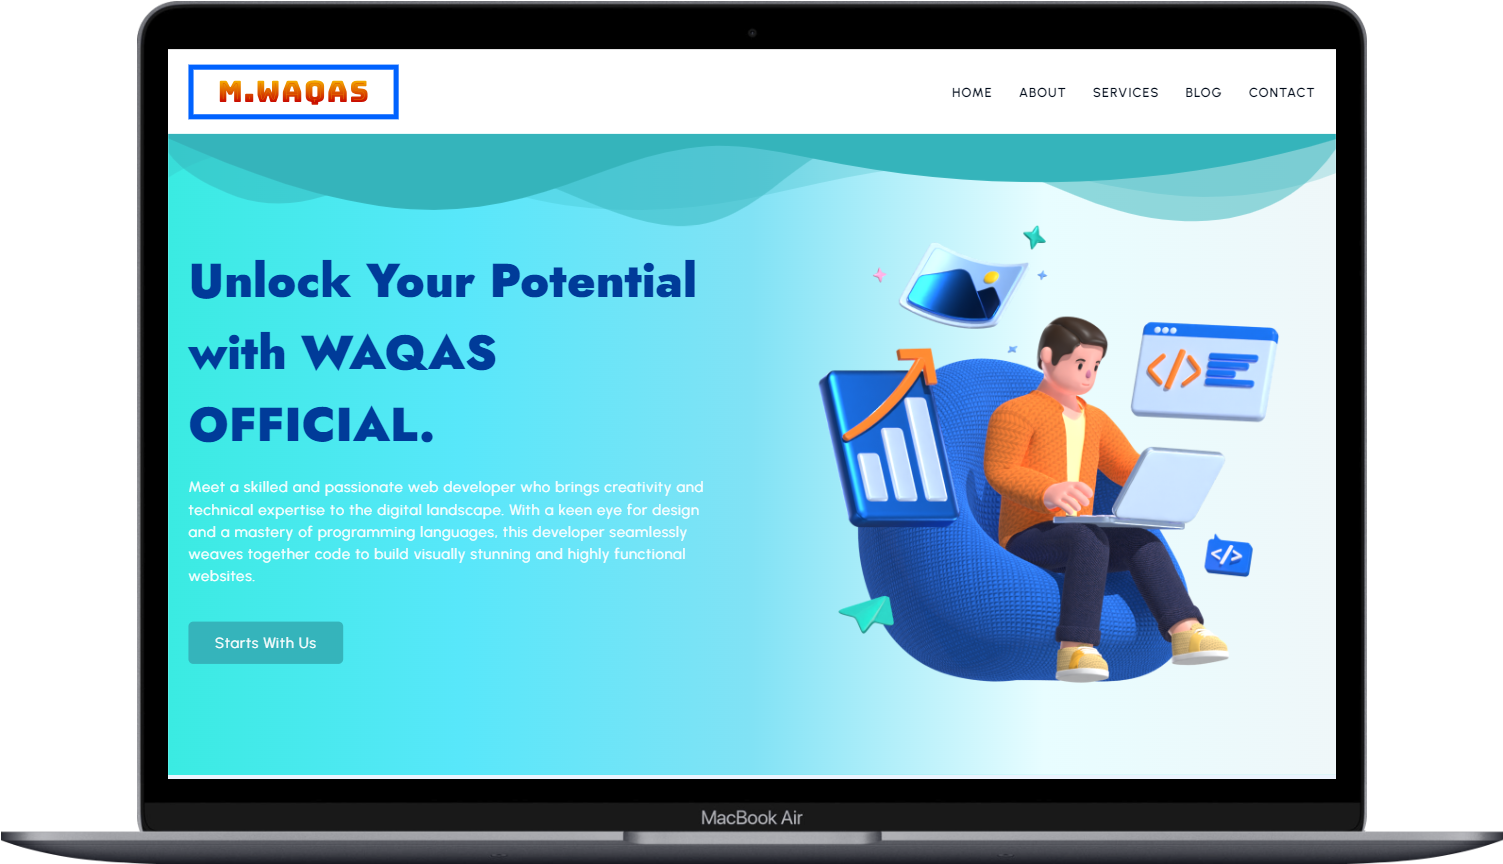 M.WAQAS
HOME ABOUT SERVICES BLOG CONTACT
Unlock Your Potential
with WAQAS
OFFICIAL.
Meet a skilled and passionate web developer who brings creativity and
technical expertise to the digital landscape. With a keen eye for design
and a mastery of programming languages, this developer seamlessly
weaves together code to build visually stunning and highly functional
websites.
Starts With Us
</>
</>
MacBook Air